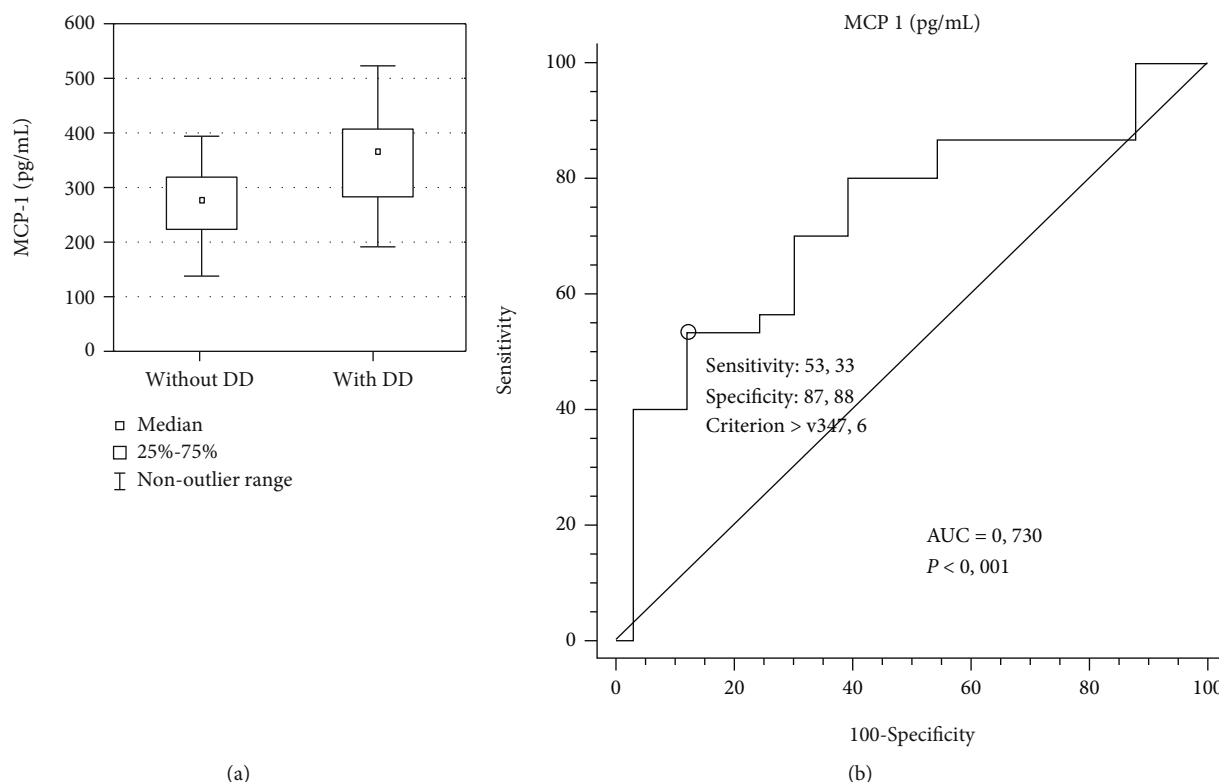 600
500
400
300
200
100
0
MCP-1 (pg/mL)
Without DD
With DD
Median
25%-75%
Non-outlier range
(a)
MCP 1 (pg/mL)
100
80
60
40
20
0
Sensitivity
Sensitivity: 53, 33
Specificity: 87, 88
Criterion > v347, 6
AUC = 0, 730
P < 0, 001
0 20 40 60 80 100
100-Specificity
(b)